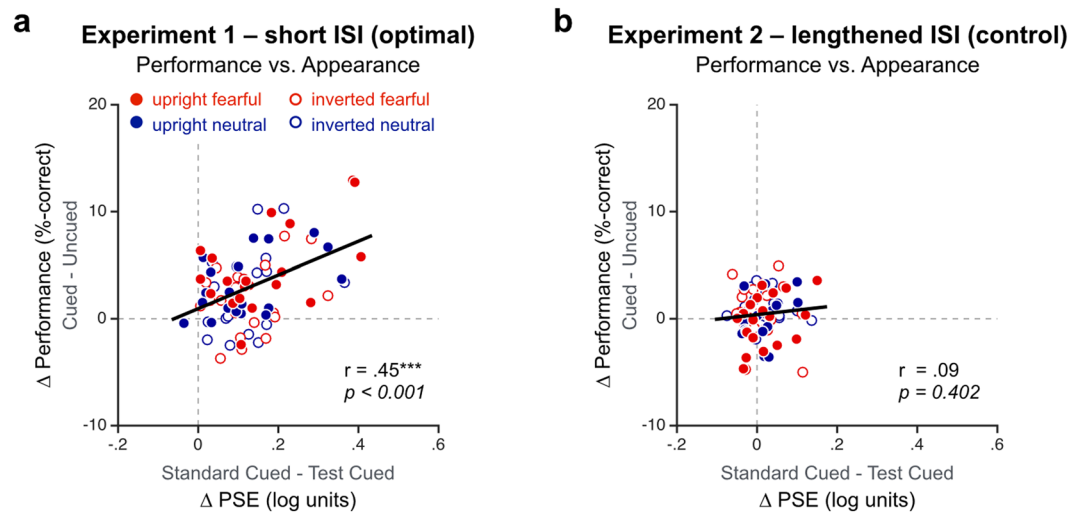 a
Experiment 1 – short ISI (optimal)
Performance vs. Appearance
upright fearful
inverted fearful
upright neutral
inverted neutral
Δ Performance (%-correct)
Cued - Uncued
20
10
0
-10
r = .45***
p < 0.001
-.2 0 .2 .4 .6
Standard Cued - Test Cued
Δ PSE (log units)
b
Experiment 2 – lengthened ISI (control)
Performance vs. Appearance
Δ Performance (%-correct)
Cued - Uncued
20
10
0
-10
r = .09
p = 0.402
-.2 0 .2 .4 .6
Standard Cued - Test Cued
Δ PSE (log units)